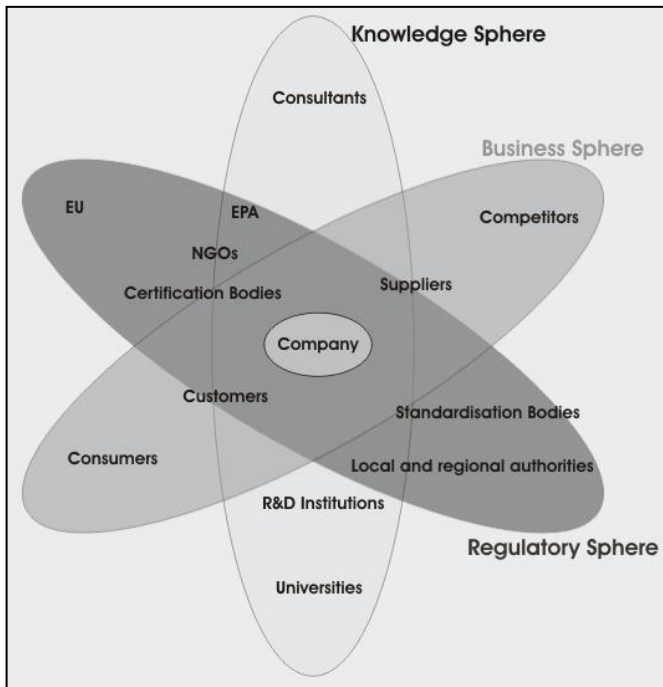 Knowledge Sphere
Consultants
Business Sphere
EU
EPA
Competitors
NGOs
Suppliers
Certification Bodies
Company
Customers
Standardisation Bodies
Consumers
Local and regional authorities
R&D Institutions
Regulatory Sphere
Universities